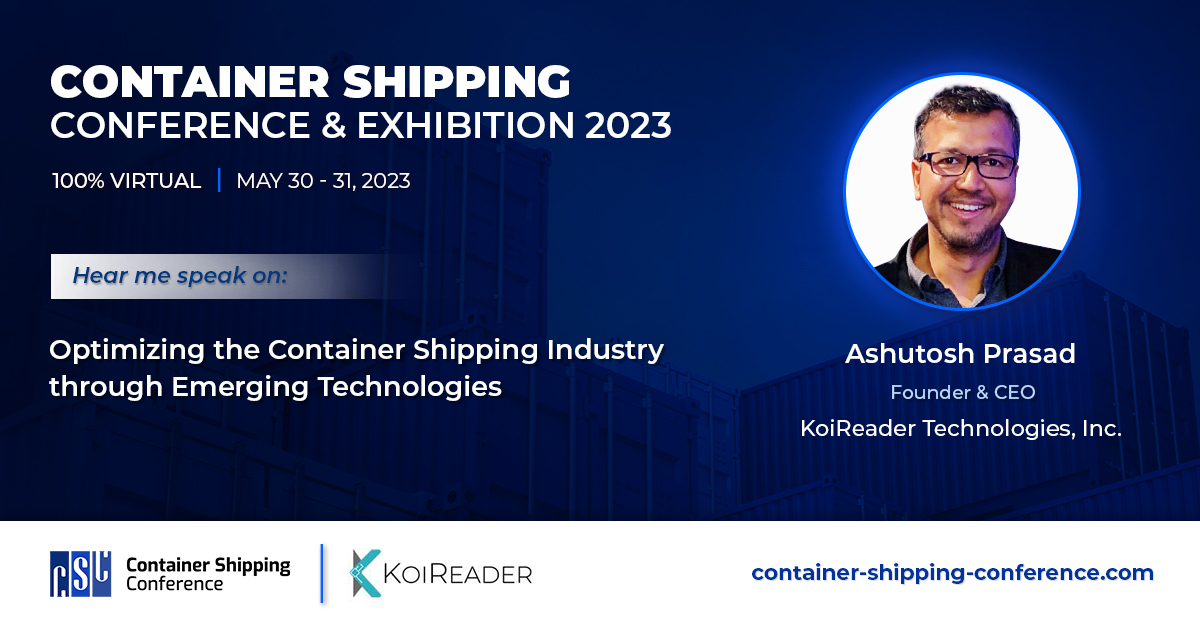 CONTAINER SHIPPING
CONFERENCE & EXHIBITION 2023
100% VIRTUAL | MAY 30 - 31, 2023
Hear me speak on:
Optimizing the Container Shipping Industry
through Emerging Technologies
Ashutosh Prasad
Founder & CEO
KoiReader Technologies, Inc.
CSC
Container Shipping
Conference
KOIREADER
container-shipping-conference.com